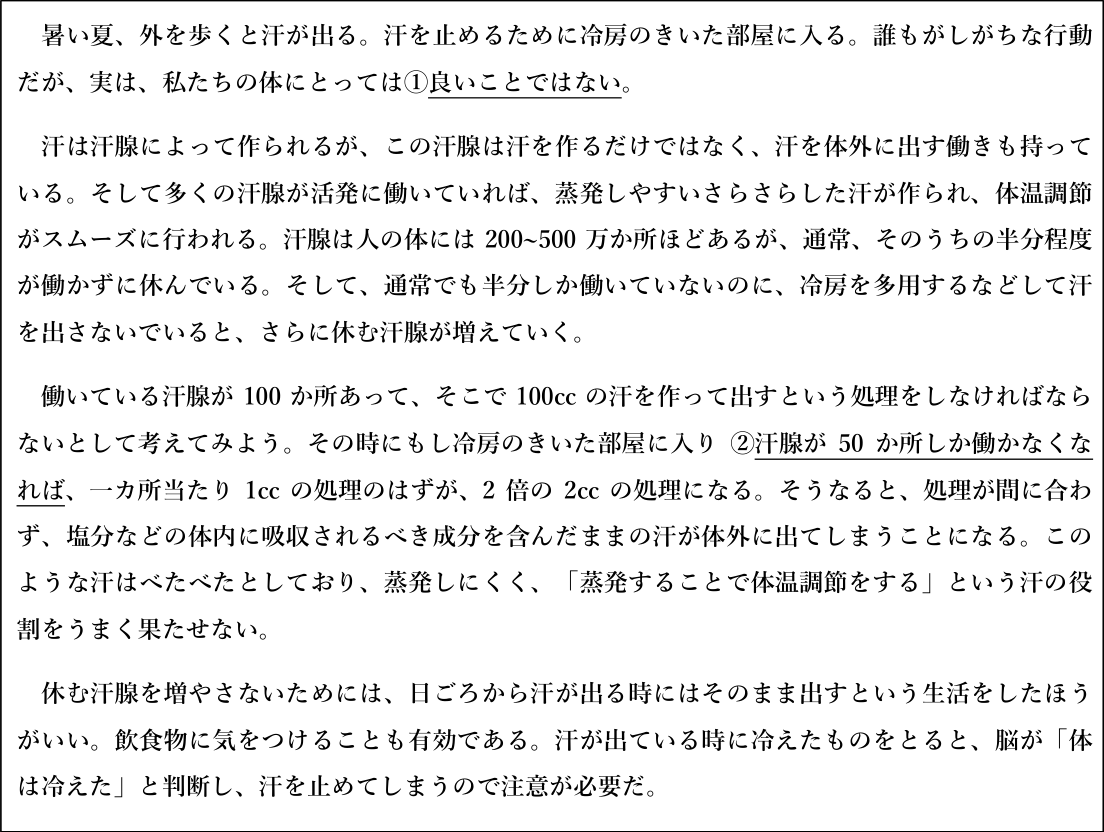 暑い夏、外を歩くと汗が出る。汗を止めるために冷房のきいた部屋に入る。誰もがしがちな行動
だが、実は、私たちの体にとっては①良いことではない。
汗は汗腺によって作られるが、この汗腺は汗を作るだけではなく、汗を体外に出す働きも持って
いる。そして多くの汗腺が活発に働いていれば、蒸発しやすいさらさらした汗が作られ、体温調節
がスムーズに行われる。汗腺は人の体には 200~500 万か所ほどあるが、通常、そのうちの半分程度
が働かずに休んでいる。そして、通常でも半分しか働いていないのに、冷房を多用するなどして汗
を出さないでいると、さらに休む汗腺が増えていく。
働いている汗腺が 100 か所あって、そこで 100cc の汗を作って出すという処理をしなければなら
ないとして考えてみよう。その時にもし冷房のきいた部屋に入り ②汗腺が 50 か所しか働かなくな
れば、一カ所当たり 1cc の処理のはずが、2 倍の 2cc の処理になる。そうなると、処理が間に合わ
ず、塩分などの体内に吸収されるべき成分を含んだままの汗が体外に出てしまうことになる。この
ような汗はべたべたとしており、蒸発しにくく、「蒸発することで体温調節をする」という汗の役
割をうまく果たせない。
休む汗腺を増やさないためには、日ごろから汗が出る時にはそのまま出すという生活をしたほう
がいい。飲食物に気をつけることも有効である。汗が出ている時に冷えたものをとると、脳が「体
は冷えた」と判断し、汗を止めてしまうので注意が必要だ。